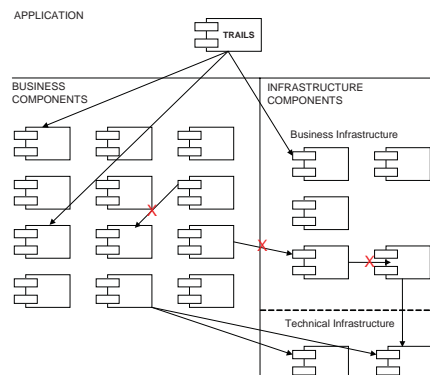 APPLICATION
TRAILS
BUSINESS
COMPONENTS
INFRASTRUCTURE
COMPONENTS
Business Infrastructure
X
X
X
Technical Infrastructure